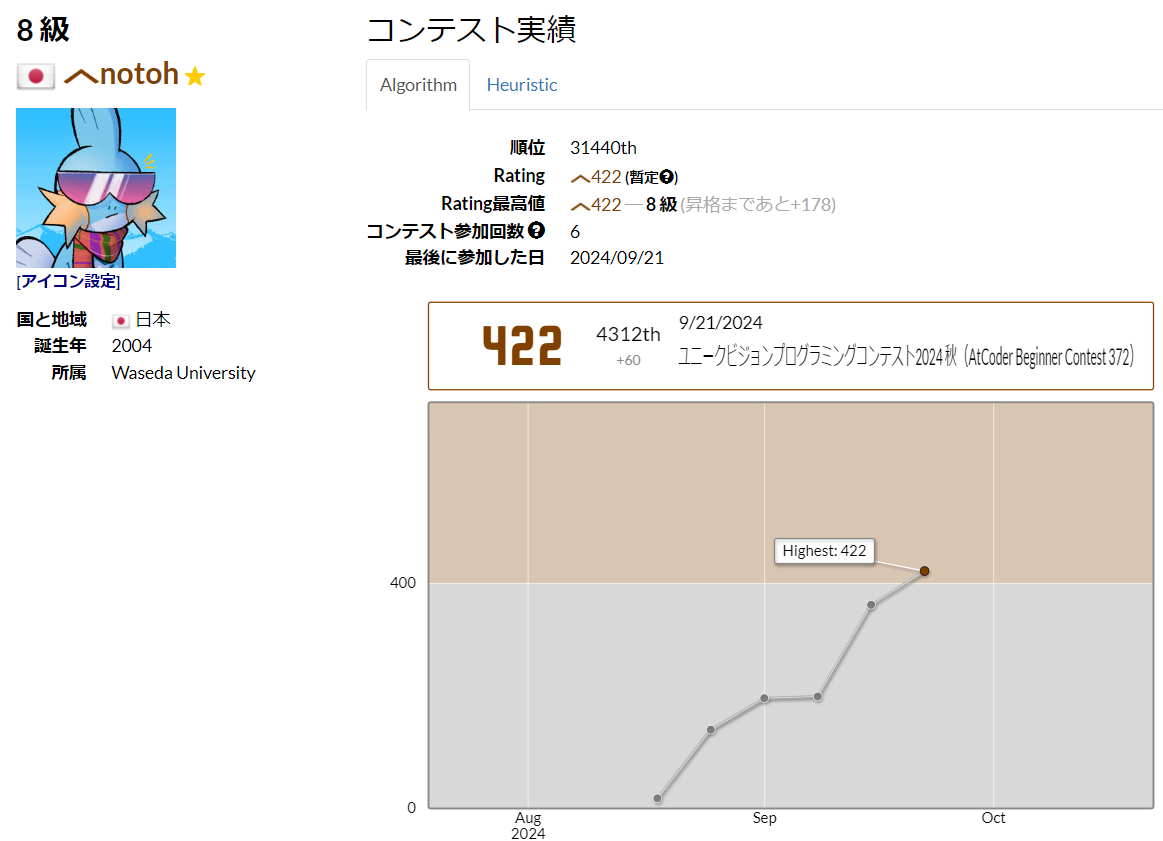 8 級
notoh
[アイコン設定]
国と地域 日本
誕生年 2004
所属 Waseda University
コンテスト実績
Algorithm Heuristic
順位 31440th
Rating 422 (暫定?)
Rating最高値 422 ― 8 級 (昇格まであと+178)
コンテスト参加回数? 6
最後に参加した日 2024/09/21
422
4312th
+60
9/21/2024
ユニークビジョンプログラミングコンテスト2024 秋 (AtCoder Beginner Contest 372)
Highest: 422
400
0
Aug
2024
Sep
Oct